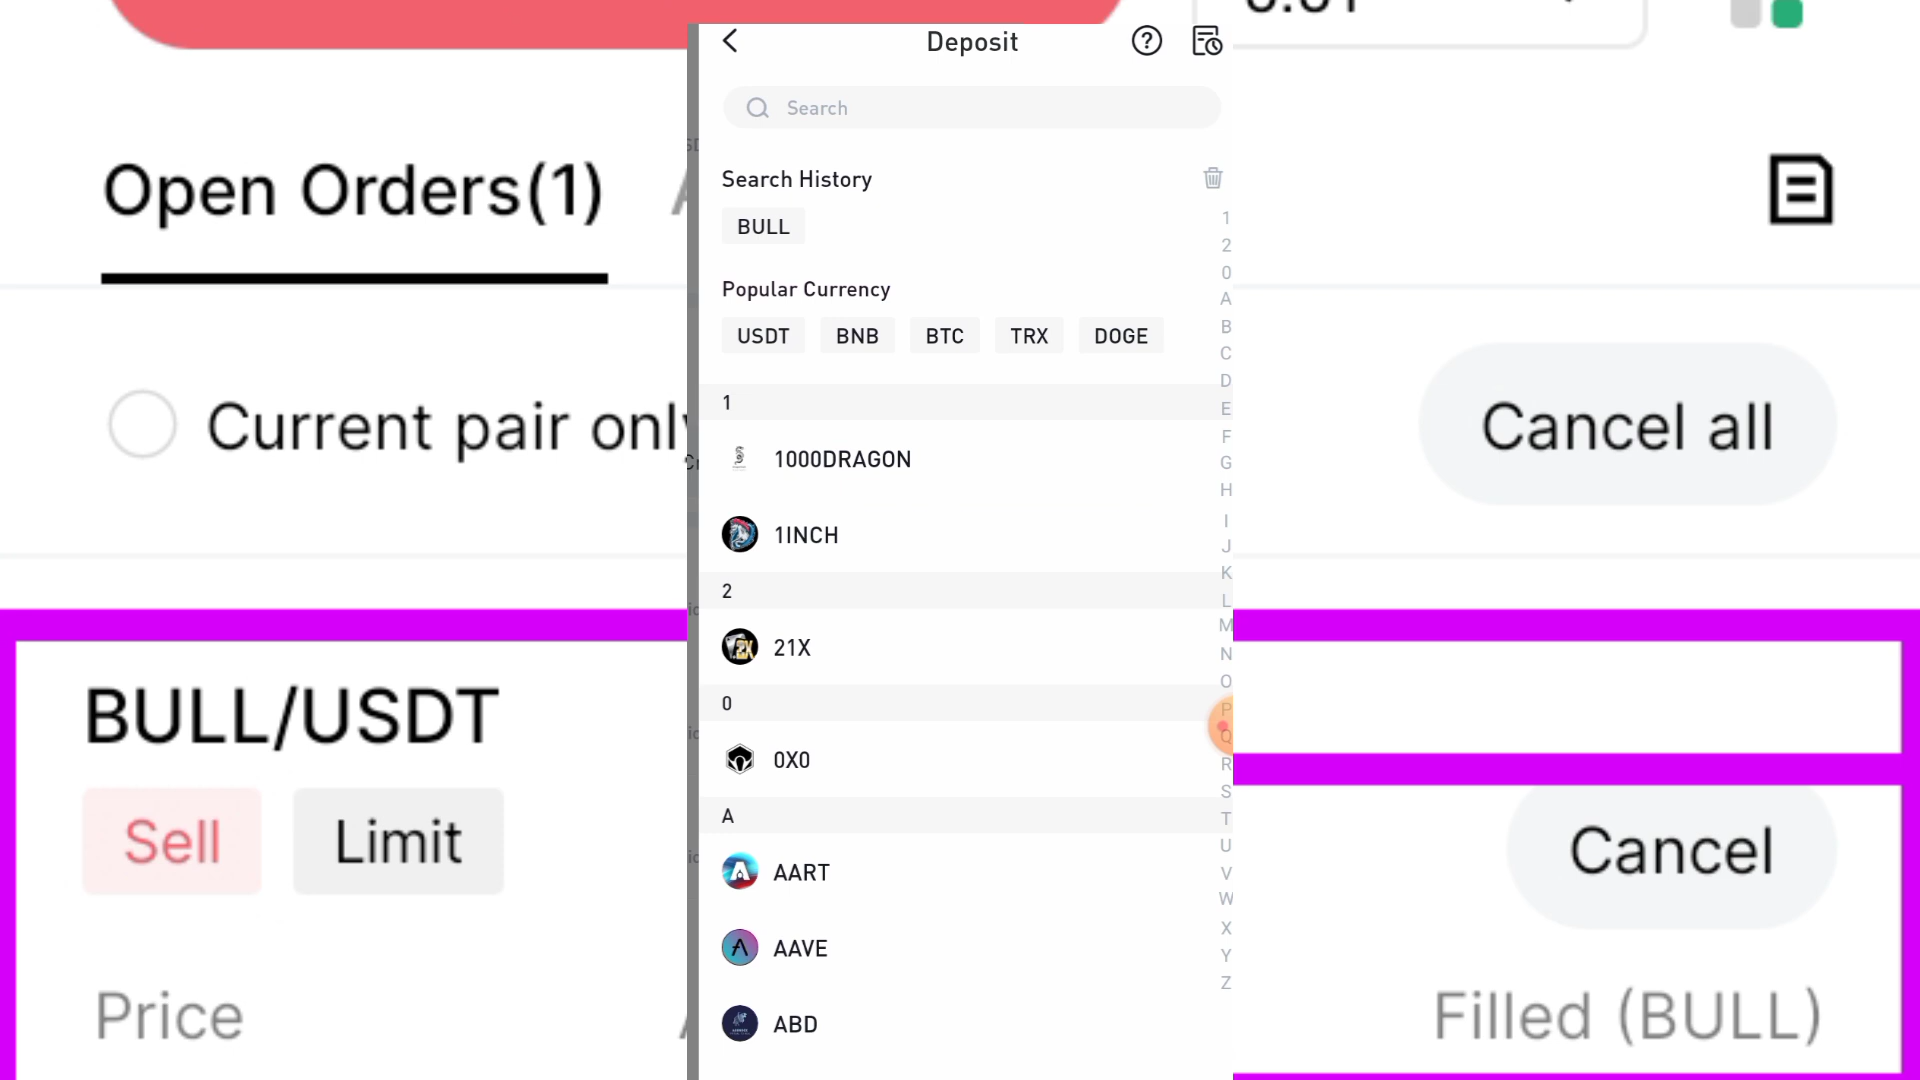 Open Orders(1)
Current pair only
Cancel all
BULL/USDT
Sell
Limit
Cancel
Price
Filled (BULL)
Deposit
Search
Search History
BULL
Popular Currency
USDT BNB BTC TRX DOGE
1
1000DRAGON
1INCH
2
21X
0
0X0
A
AART
AAVE
ABD
1
2
0
A
B
C
D
E
F
G
H
I
J
K
L
M
N
O
P
Q
R
S
T
U
V
W
X
Y
Z